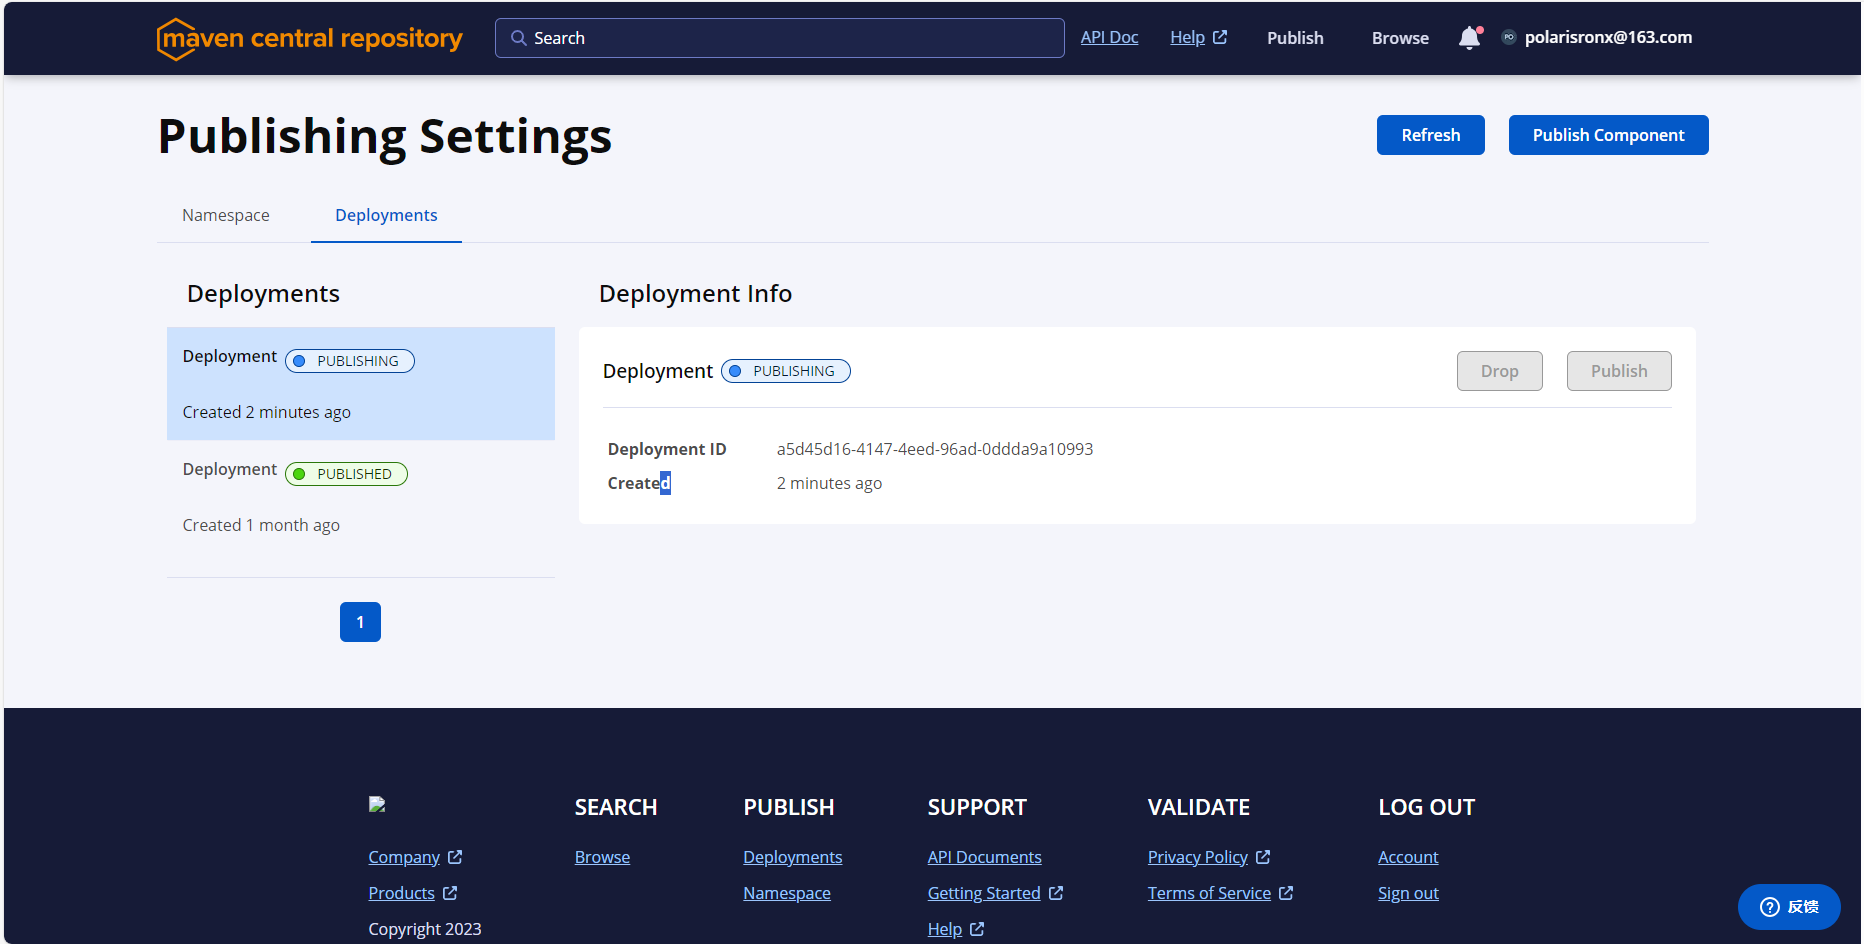 maven central repository
Search
API Doc
Help
Publish
Browse
PO
polarisronx@163.com
Publishing Settings
Refresh
Publish Component
Namespace
Deployments
Deployments
Deployment PUBLISHING
Created 2 minutes ago
Deployment PUBLISHED
Created 1 month ago
1
Deployment Info
Deployment PUBLISHING
Drop
Publish
Deployment ID a5d45d16-4147-4eed-96ad-0ddda9a10993
Created 2 minutes ago
Company
Products
Copyright 2023
SEARCH
Browse
PUBLISH
Deployments
Namespace
SUPPORT
API Documents
Getting Started
Help
VALIDATE
Privacy Policy
Terms of Service
LOG OUT
Account
Sign out
反馈